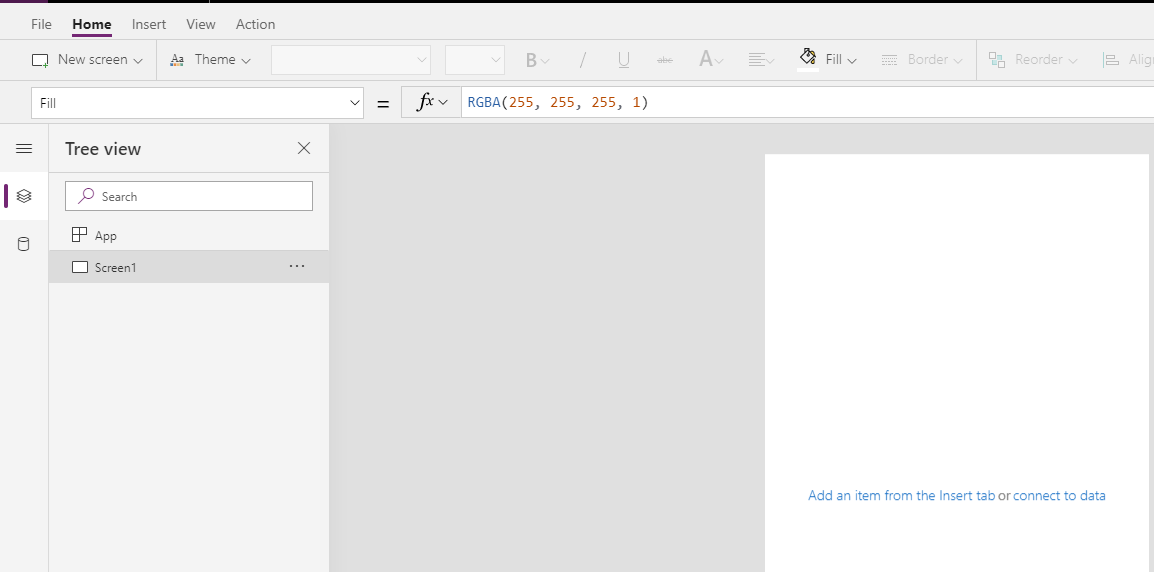 File Home Insert View Action
New screen Theme B / U abc A Fill Border Reorder
Fill = fx RGBA(255, 255, 255, 1)
Tree view
Search
App
Screen1 ...
Add an item from the Insert tab or connect to data